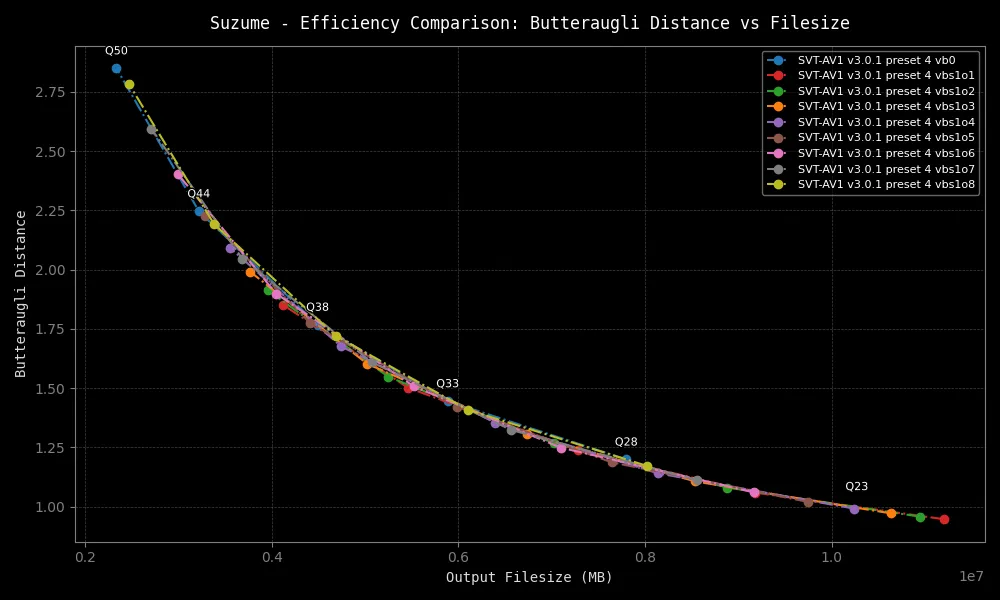 Suzume - Efficiency Comparison: Butteraugli Distance vs Filesize
Q50
SVT-AV1 v3.0.1 preset 4 vb0
SVT-AV1 v3.0.1 preset 4 vbs1o1
SVT-AV1 v3.0.1 preset 4 vbs1o2
SVT-AV1 v3.0.1 preset 4 vbs1o3
SVT-AV1 v3.0.1 preset 4 vbs1o4
SVT-AV1 v3.0.1 preset 4 vbs1o5
SVT-AV1 v3.0.1 preset 4 vbs1o6
SVT-AV1 v3.0.1 preset 4 vbs1o7
SVT-AV1 v3.0.1 preset 4 vbs1o8
Q44
Q38
Q33
Q28
Q23
Butteraugli Distance
2.75
2.50
2.25
2.00
1.75
1.50
1.25
1.00
0.2
0.4
0.6
0.8
1.0
1e7
Output Filesize (MB)